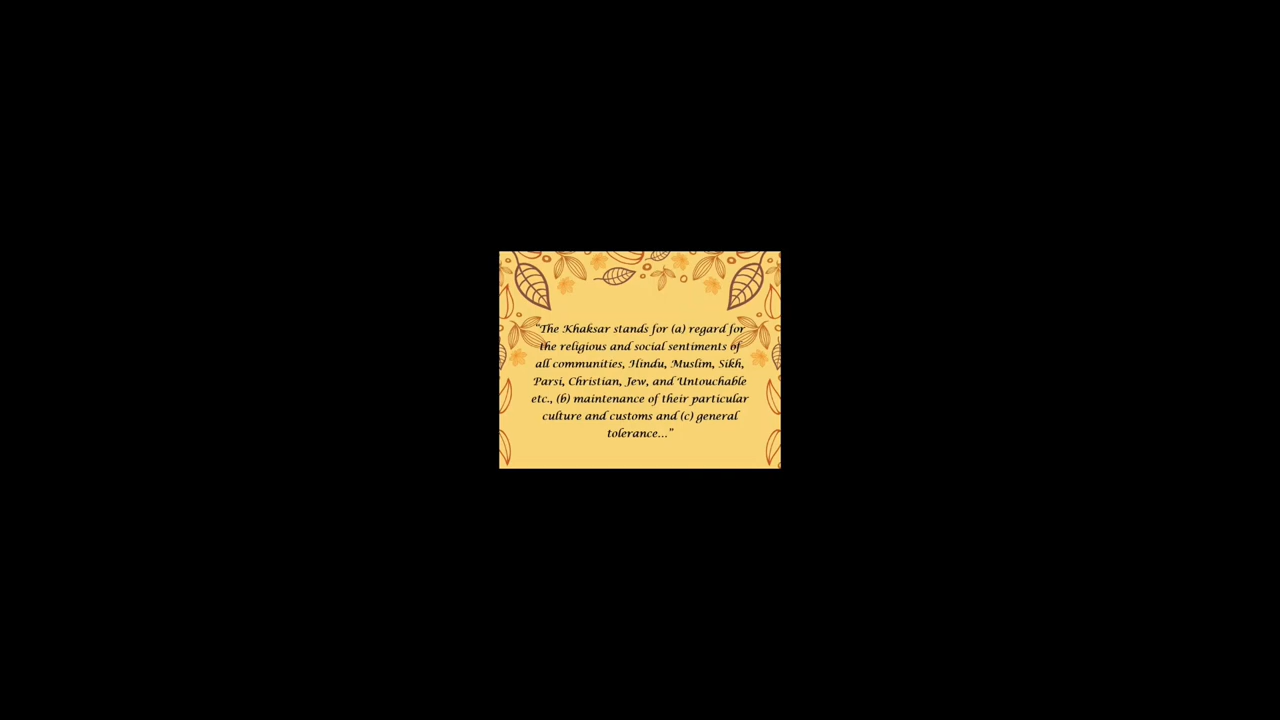 "The Khaksar stands for (a) regard for
the religious and social sentiments of
all communities, Hindu, Muslim, Sikh,
Parsi, Christian, Jew, and Untouchable
etc., (b) maintenance of their particular
culture and customs and (c) general
tolerance..."